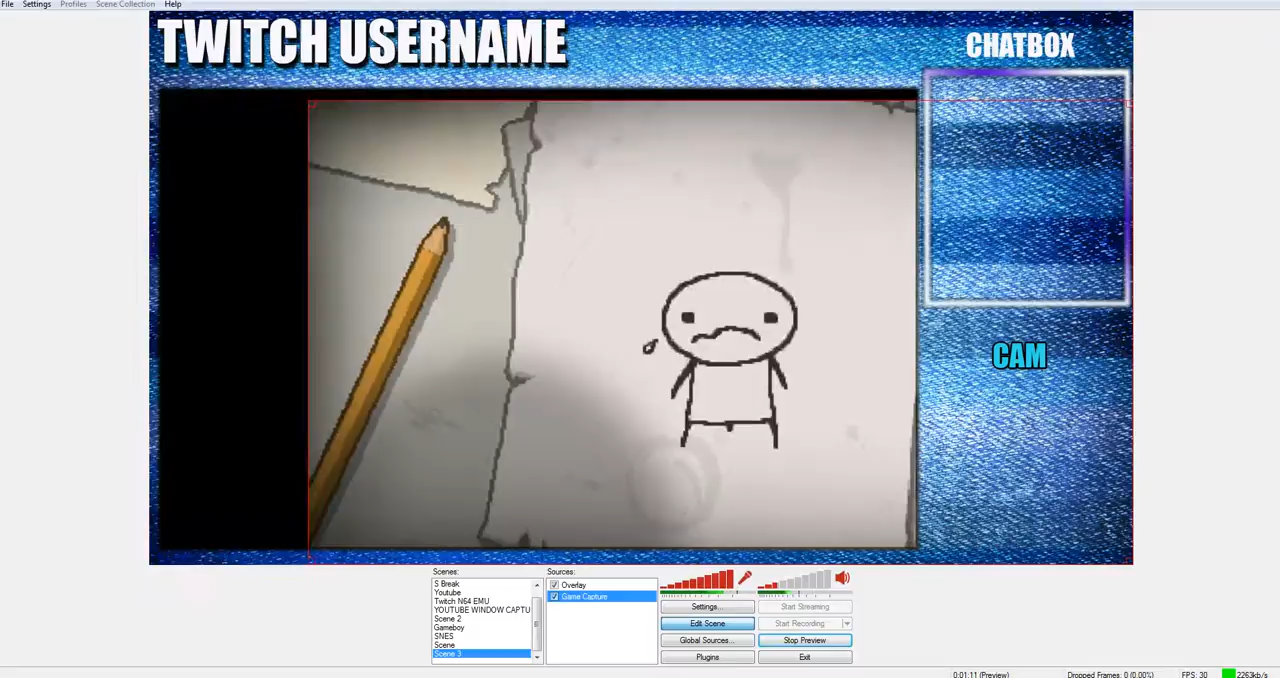 File Settings Profiles Scene Collection Help
TWITCH USERNAME
CHATBOX
CAM
Scenes: Sources:
S Break
Youtube
Twitch N64 EMU
YOUTUBE WINDOW CAPTU
Scene 2
Gameboy
SNES
Scene
Scene 3
Overlay
Game Capture
Settings... Start Streaming
Edit Scene Start Recording
Global Sources... Stop Preview
Plugins Exit
0:01:11 (Preview) Dropped Frames: 0 (0.00%) FPS: 30 2263kb/s